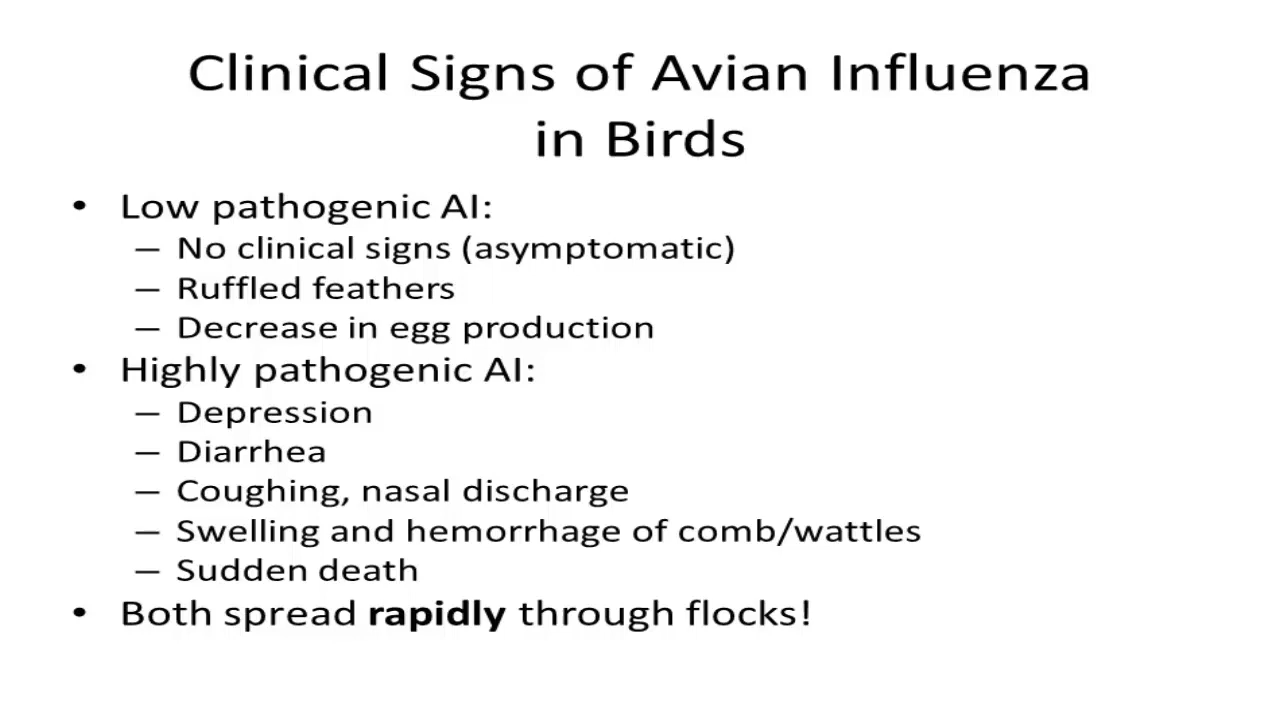 Clinical Signs of Avian Influenza
in Birds
• Low pathogenic AI:
– No clinical signs (asymptomatic)
– Ruffled feathers
– Decrease in egg production
• Highly pathogenic AI:
– Depression
– Diarrhea
– Coughing, nasal discharge
– Swelling and hemorrhage of comb/wattles
– Sudden death
• Both spread rapidly through flocks!